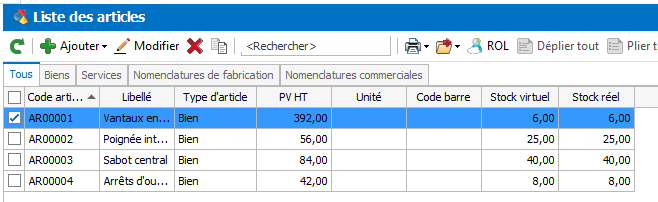 Liste des articles
Ajouter Modifier <Rechercher> ROL Déplier tout Plier t
Tous Biens Services Nomenclatures de fabrication Nomenclatures commerciales
Code arti... Libellé Type d'article PV HT Unité Code barre Stock virtuel Stock réel
AR00001 Vantaux en... Bien 392,00 6,00 6,00
AR00002 Poignée int... Bien 56,00 25,00 25,00
AR00003 Sabot central Bien 84,00 40,00 40,00
AR00004 Arrêts d'ou... Bien 42,00 8,00 8,00